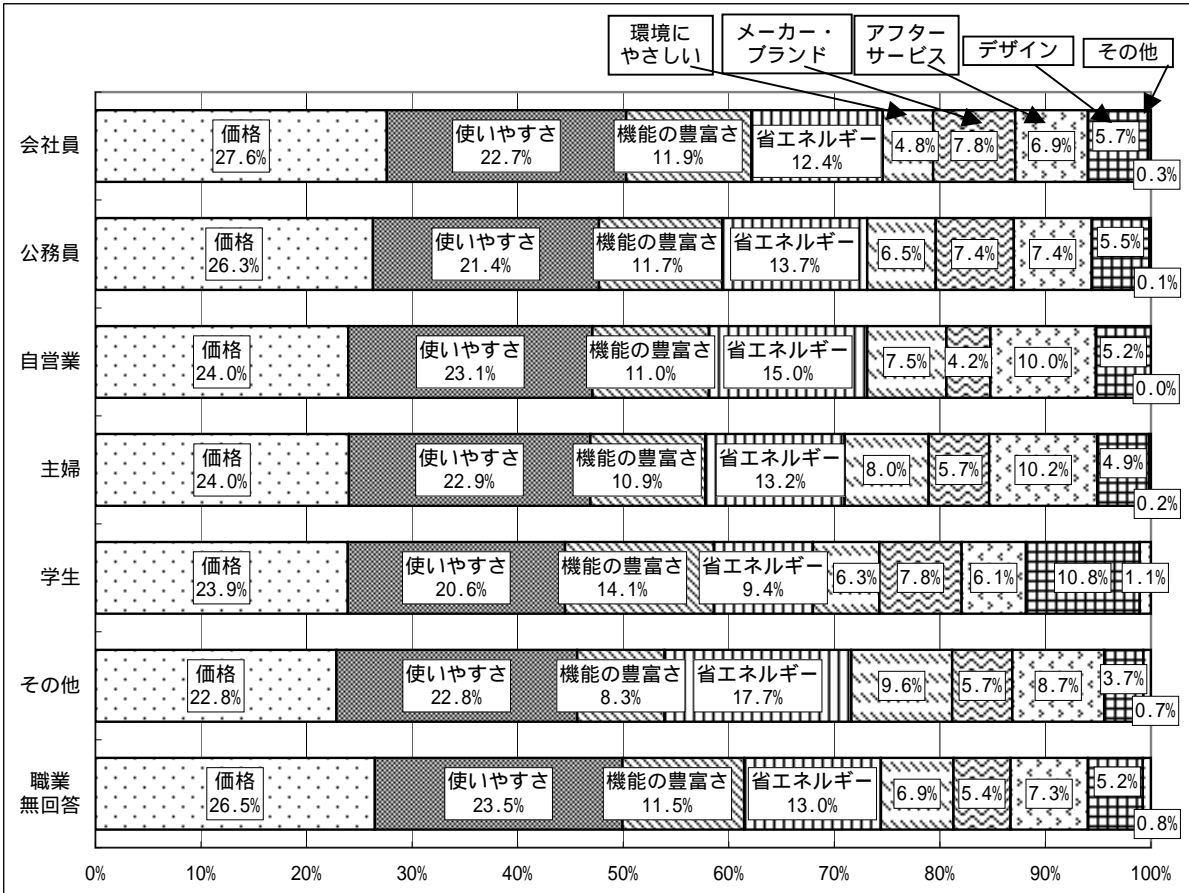 環境に
やさしい
メーカー・
ブランド
アフター
サービス
デザイン
その他
会社員
価格
27.6%
使いやすさ
22.7%
機能の豊富さ
11.9%
省エネルギー
12.4%
4.8%
7.8%
6.9%
5.7%
0.3%
公務員
価格
26.3%
使いやすさ
21.4%
機能の豊富さ
11.7%
省エネルギー
13.7%
6.5%
7.4%
7.4%
5.5%
0.1%
自営業
価格
24.0%
使いやすさ
23.1%
機能の豊富さ
11.0%
省エネルギー
15.0%
7.5%
4.2%
10.0%
5.2%
0.0%
主婦
価格
24.0%
使いやすさ
22.9%
機能の豊富さ
10.9%
省エネルギー
13.2%
8.0%
5.7%
10.2%
4.9%
0.2%
学生
価格
23.9%
使いやすさ
20.6%
機能の豊富さ
14.1%
省エネルギー
9.4%
6.3%
7.8%
6.1%
10.8%
1.1%
その他
価格
22.8%
使いやすさ
22.8%
機能の豊富さ
8.3%
省エネルギー
17.7%
9.6%
5.7%
8.7%
3.7%
0.7%
職業
無回答
価格
26.5%
使いやすさ
23.5%
機能の豊富さ
11.5%
省エネルギー
13.0%
6.9%
5.4%
7.3%
5.2%
0.8%
0% 10% 20% 30% 40% 50% 60% 70% 80% 90% 100%